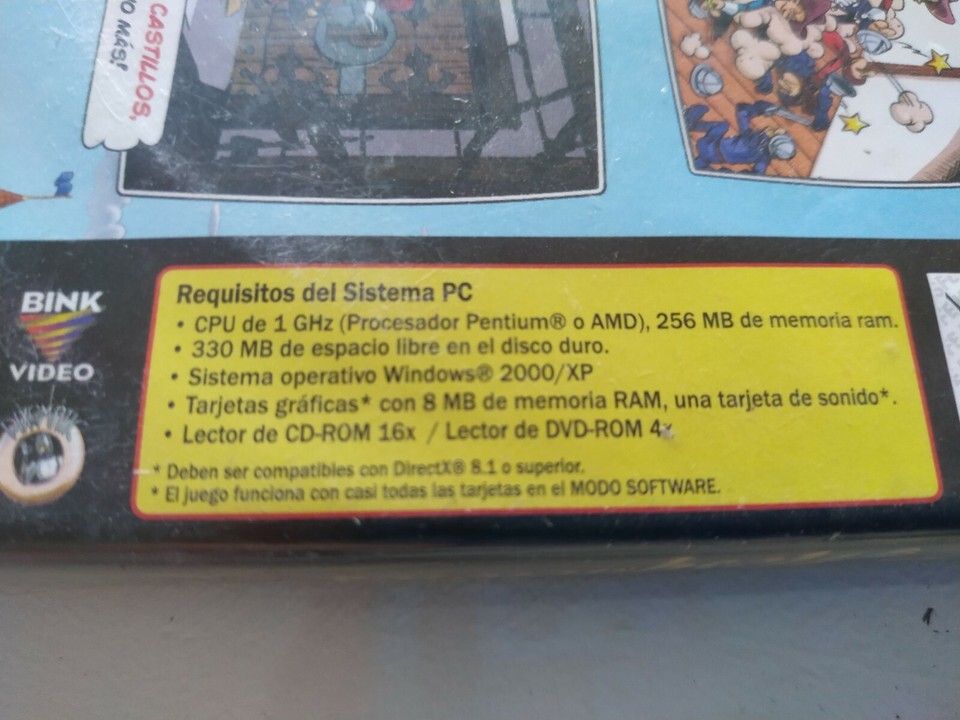 CASTILLOS,
O MÁS!
BINK
VIDEO
Requisitos del Sistema PC
• CPU de 1 GHz (Procesador Pentium® o AMD), 256 MB de memoria ram.
• 330 MB de espacio libre en el disco duro.
• Sistema operativo Windows® 2000/XP
• Tarjetas gráficas* con 8 MB de memoria RAM, una tarjeta de sonido*.
• Lector de CD-ROM 16x / Lector de DVD-ROM 4x
* Deben ser compatibles con DirectX® 8.1 o superior.
* El juego funciona con casi todas las tarjetas en el MODO SOFTWARE.